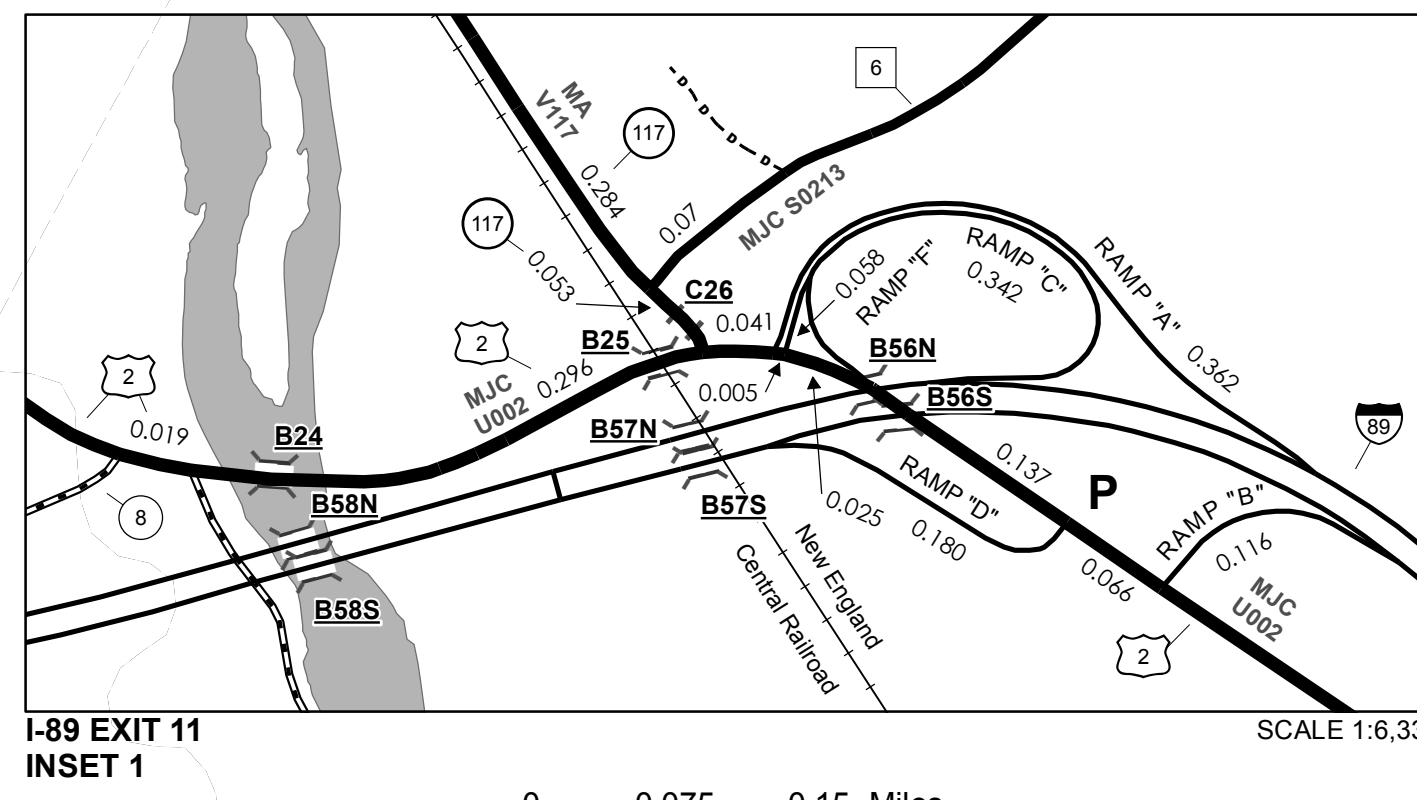 6
MA
V117
117
0.284
0.07
MJC S0213
117
0.053
C26
0.041
0.058
RAMP "F"
RAMP "C"
0.342
RAMP "A"
0.362
2
B25
B56N
2
MJC
U002
0.296
0.005
B56S
89
0.019
B24
B57N
0.137
P
8
B58N
B57S
RAMP "D"
0.025
0.180
RAMP "B"
0.116
0.066
MJC
U002
New England
Central Railroad
B58S
2
I-89 EXIT 11
INSET 1
SCALE 1:6,33
0 0.075 0.15 Miles
D D D D